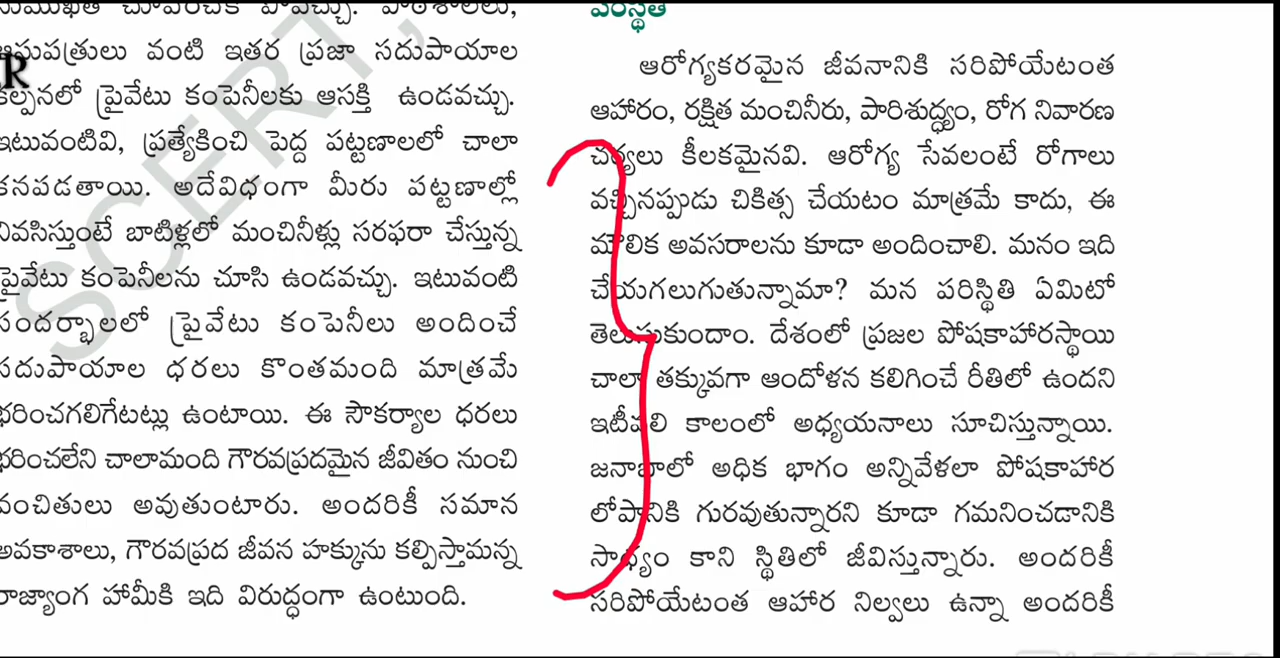 ఆసుపత్రులు వంటి ఇతర ప్రజా సదుపాయాల
కల్పనలో ప్రైవేటు కంపెనీలకు ఆసక్తి ఉండవచ్చు.
ఇటువంటివి, ప్రత్యేకించి పెద్ద పట్టణాలలో చాలా
కనపడతాయి. అదేవిధంగా మీరు పట్టణాల్లో
నివసిస్తుంటే బాటిళ్లలో మంచినీళ్లు సరఫరా చేస్తున్న
ప్రైవేటు కంపెనీలను చూసి ఉండవచ్చు. ఇటువంటి
సందర్భాలలో ప్రైవేటు కంపెనీలు అందించే
సదుపాయాల ధరలు కొంతమంది మాత్రమే
భరించగలిగేటట్లు ఉంటాయి. ఈ సౌకర్యాల ధరలు
భరించలేని చాలామంది గౌరవప్రదమైన జీవితం నుంచి
వంచితులు అవుతుంటారు. అందరికీ సమాన
అవకాశాలు, గౌరవప్రద జీవన హక్కును కల్పిస్తామన్న
రాజ్యాంగ హామీకి ఇది విరుద్ధంగా ఉంటుంది.
ఆరోగ్యకరమైన జీవనానికి సరిపోయేటంత
ఆహారం, రక్షిత మంచినీరు, పారిశుద్ధ్యం, రోగ నివారణ
చర్యలు కీలకమైనవి. ఆరోగ్య సేవలంటే రోగాలు
వచ్చినప్పుడు చికిత్స చేయటం మాత్రమే కాదు, ఈ
మౌలిక అవసరాలను కూడా అందించాలి. మనం ఇది
చేయగలుగుతున్నామా? మన పరిస్థితి ఏమిటో
తెలుసుకుందాం. దేశంలో ప్రజల పోషకాహారస్థాయి
చాలా తక్కువగా ఆందోళన కలిగించే రీతిలో ఉందని
ఇటీవలి కాలంలో అధ్యయనాలు సూచిస్తున్నాయి.
జనాభాలో అధిక భాగం అన్నివేళలా పోషకాహార
లోపానికి గురవుతున్నారని కూడా గమనించడానికి
సాధ్యం కాని స్థితిలో జీవిస్తున్నారు. అందరికీ
సరిపోయేటంత ఆహార నిల్వలు ఉన్నా అందరికీ
SCERT,